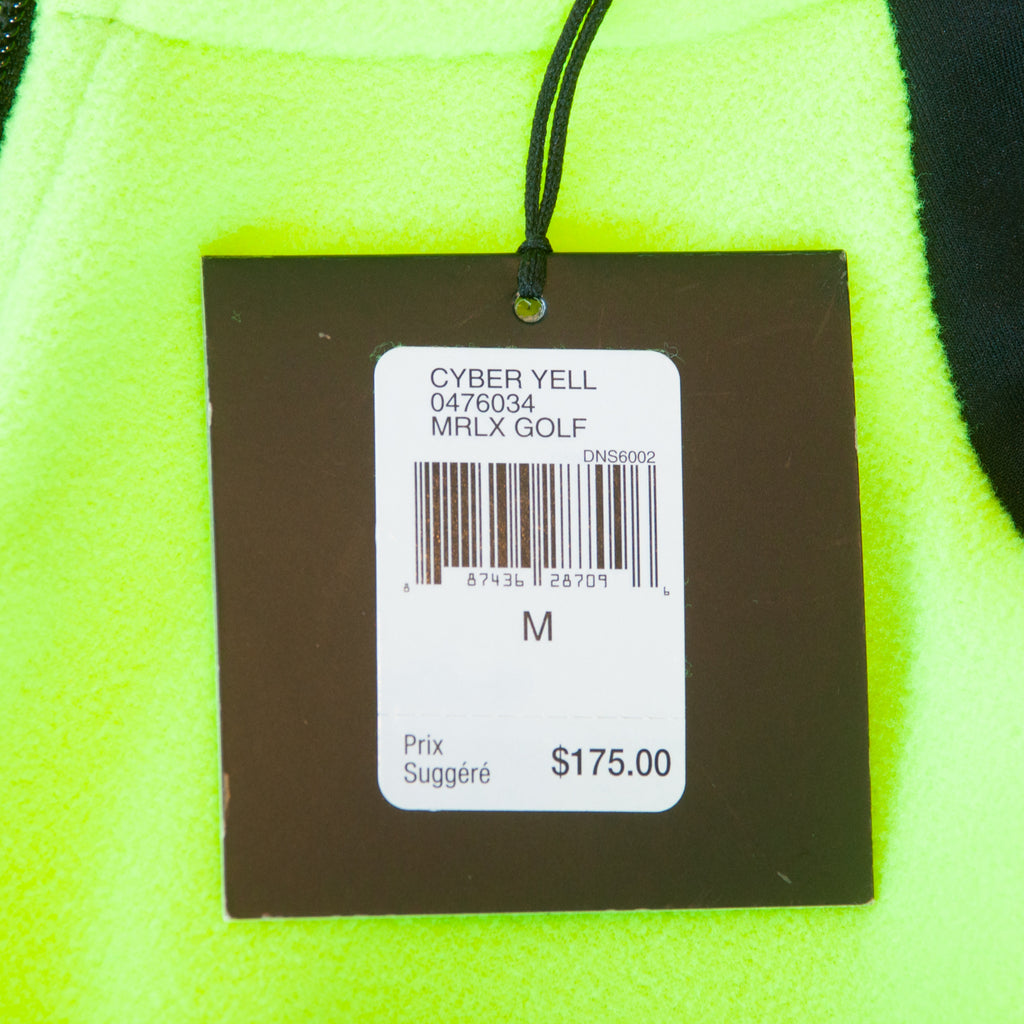 CYBER YELL
0476034
MRLX GOLF
DNS6002
8 87436 28709 6
M
Prix
Suggéré $175.00